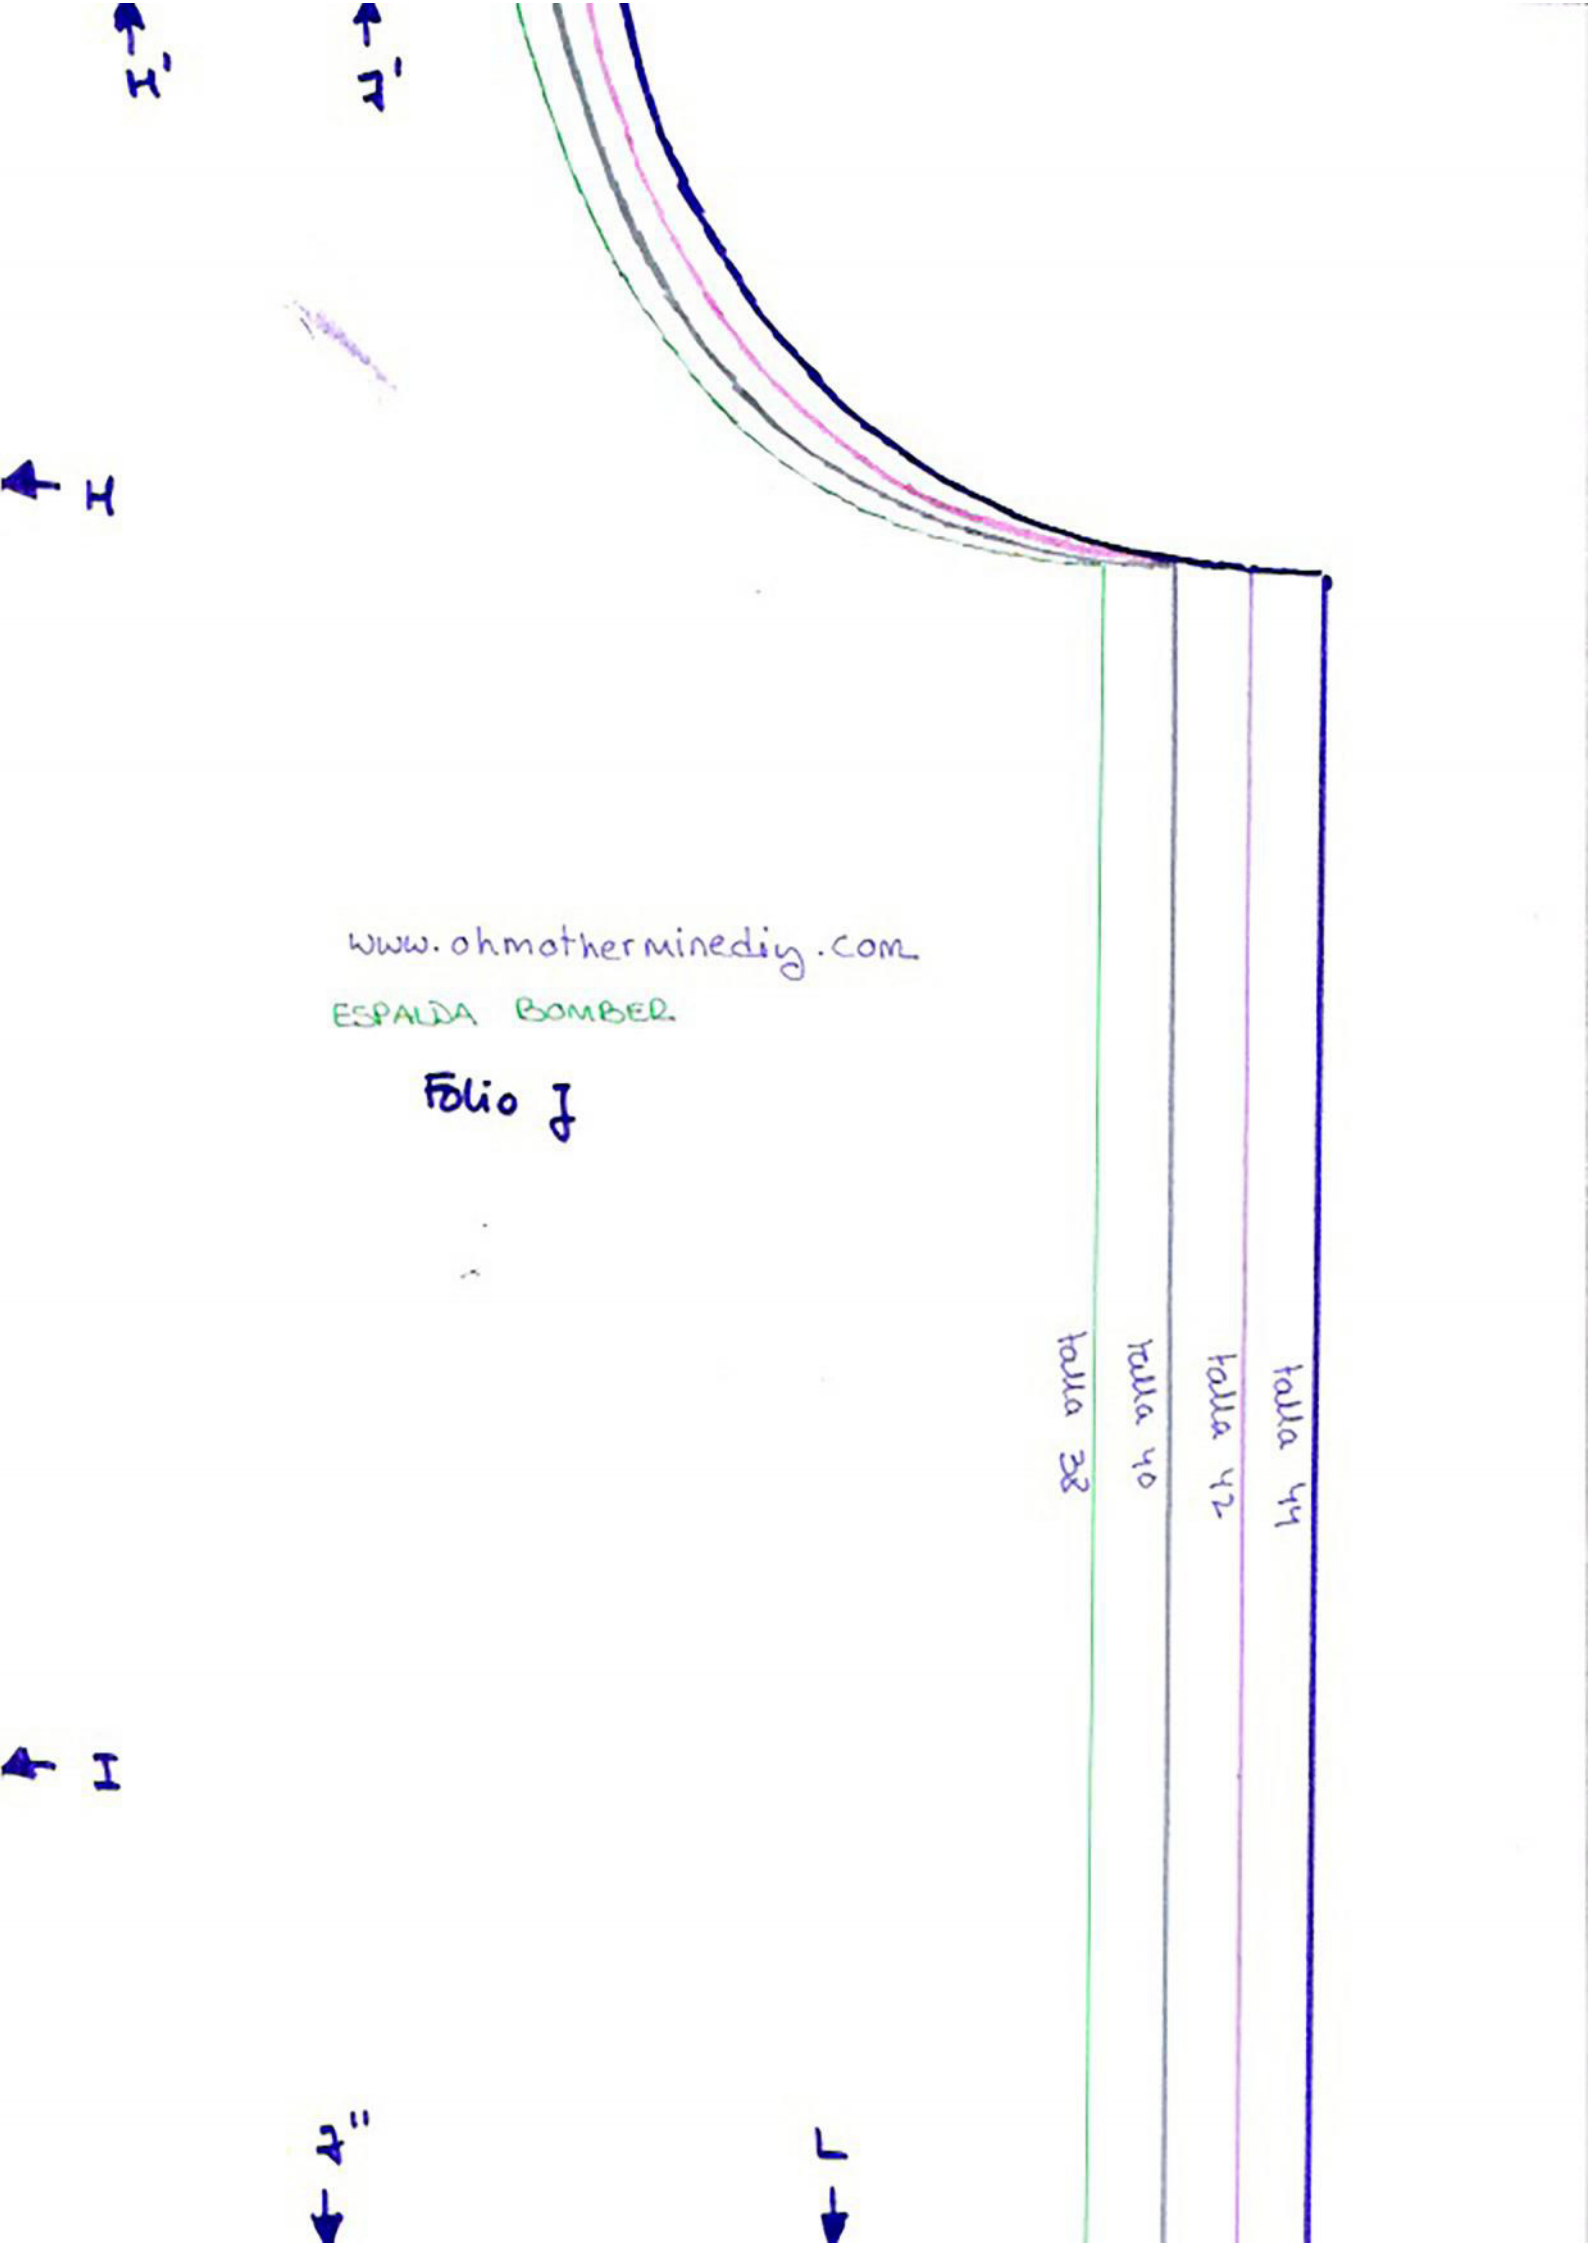 H'
J'
H
www.ohmotherminediy.com
ESPALDA BOMBER
Folio J
talla 38
talla 40
talla 42
talla 44
I
J"
L